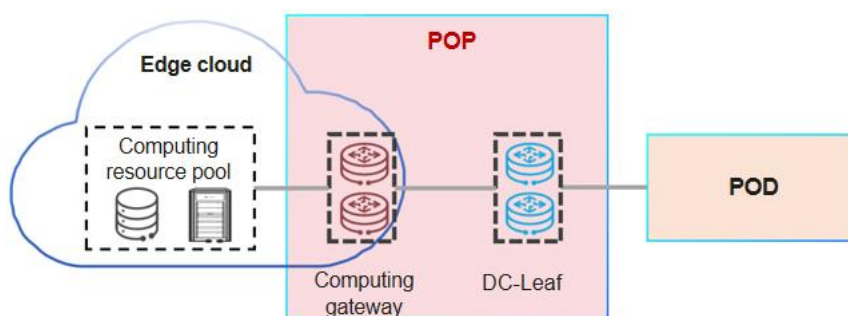 POP
Edge cloud
Computing
resource pool
POD
Computing
gateway
DC-Leaf